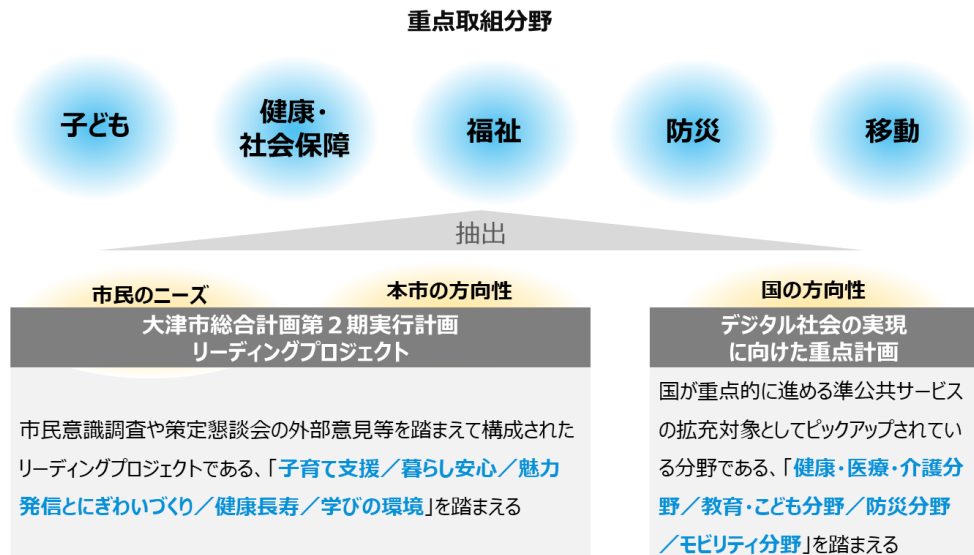 重点取組分野
子ども
健康・
社会保障
福祉
防災
移動
抽出
市民のニーズ
本市の方向性
国の方向性
大津市総合計画第２期実行計画
リーディングプロジェクト
市民意識調査や策定懇談会の外部意見等を踏まえて構成された
リーディングプロジェクトである、「子育て支援／暮らし安心／魅力
発信とにぎわいづくり／健康長寿／学びの環境」を踏まえる
デジタル社会の実現
に向けた重点計画
国が重点的に進める準公共サービス
の拡充対象としてピックアップされてい
る分野である、「健康・医療・介護分
野／教育・こども分野／防災分野
／モビリティ分野」を踏まえる